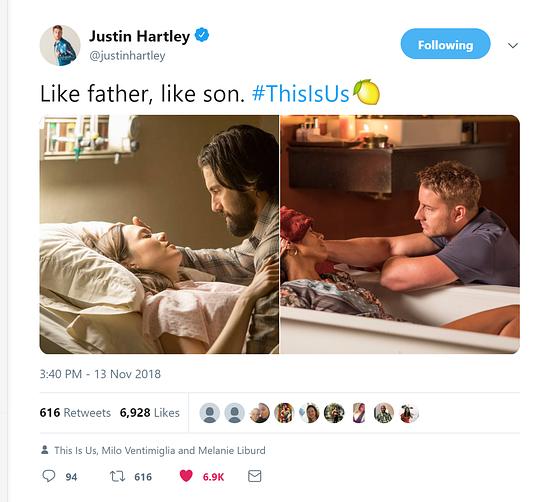 Justin Hartley
@justinhartley
Following
Like father, like son. #ThisIsUs🍋
3:40 PM - 13 Nov 2018
616 Retweets 6,928 Likes
This Is Us, Milo Ventimiglia and Melanie Liburd
94 616 6.9K